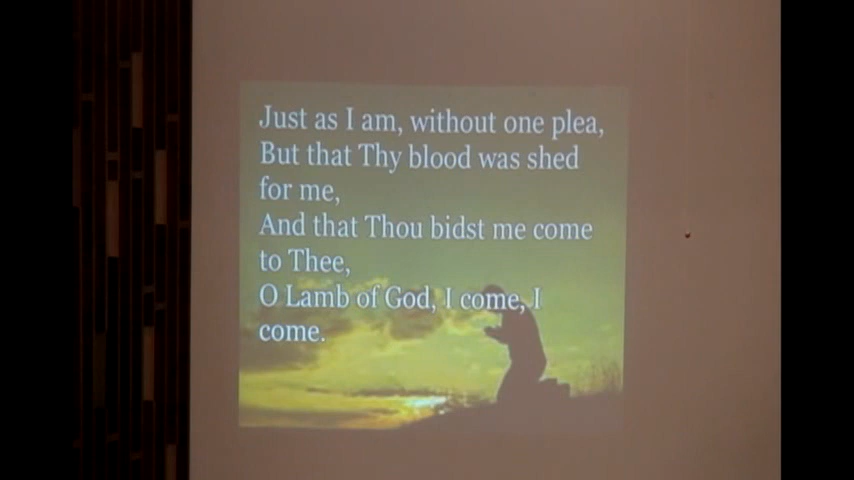 Just as I am, without one plea,
But that Thy blood was shed
for me,
And that Thou bidst me come
to Thee,
O Lamb of God, I come, I
come.